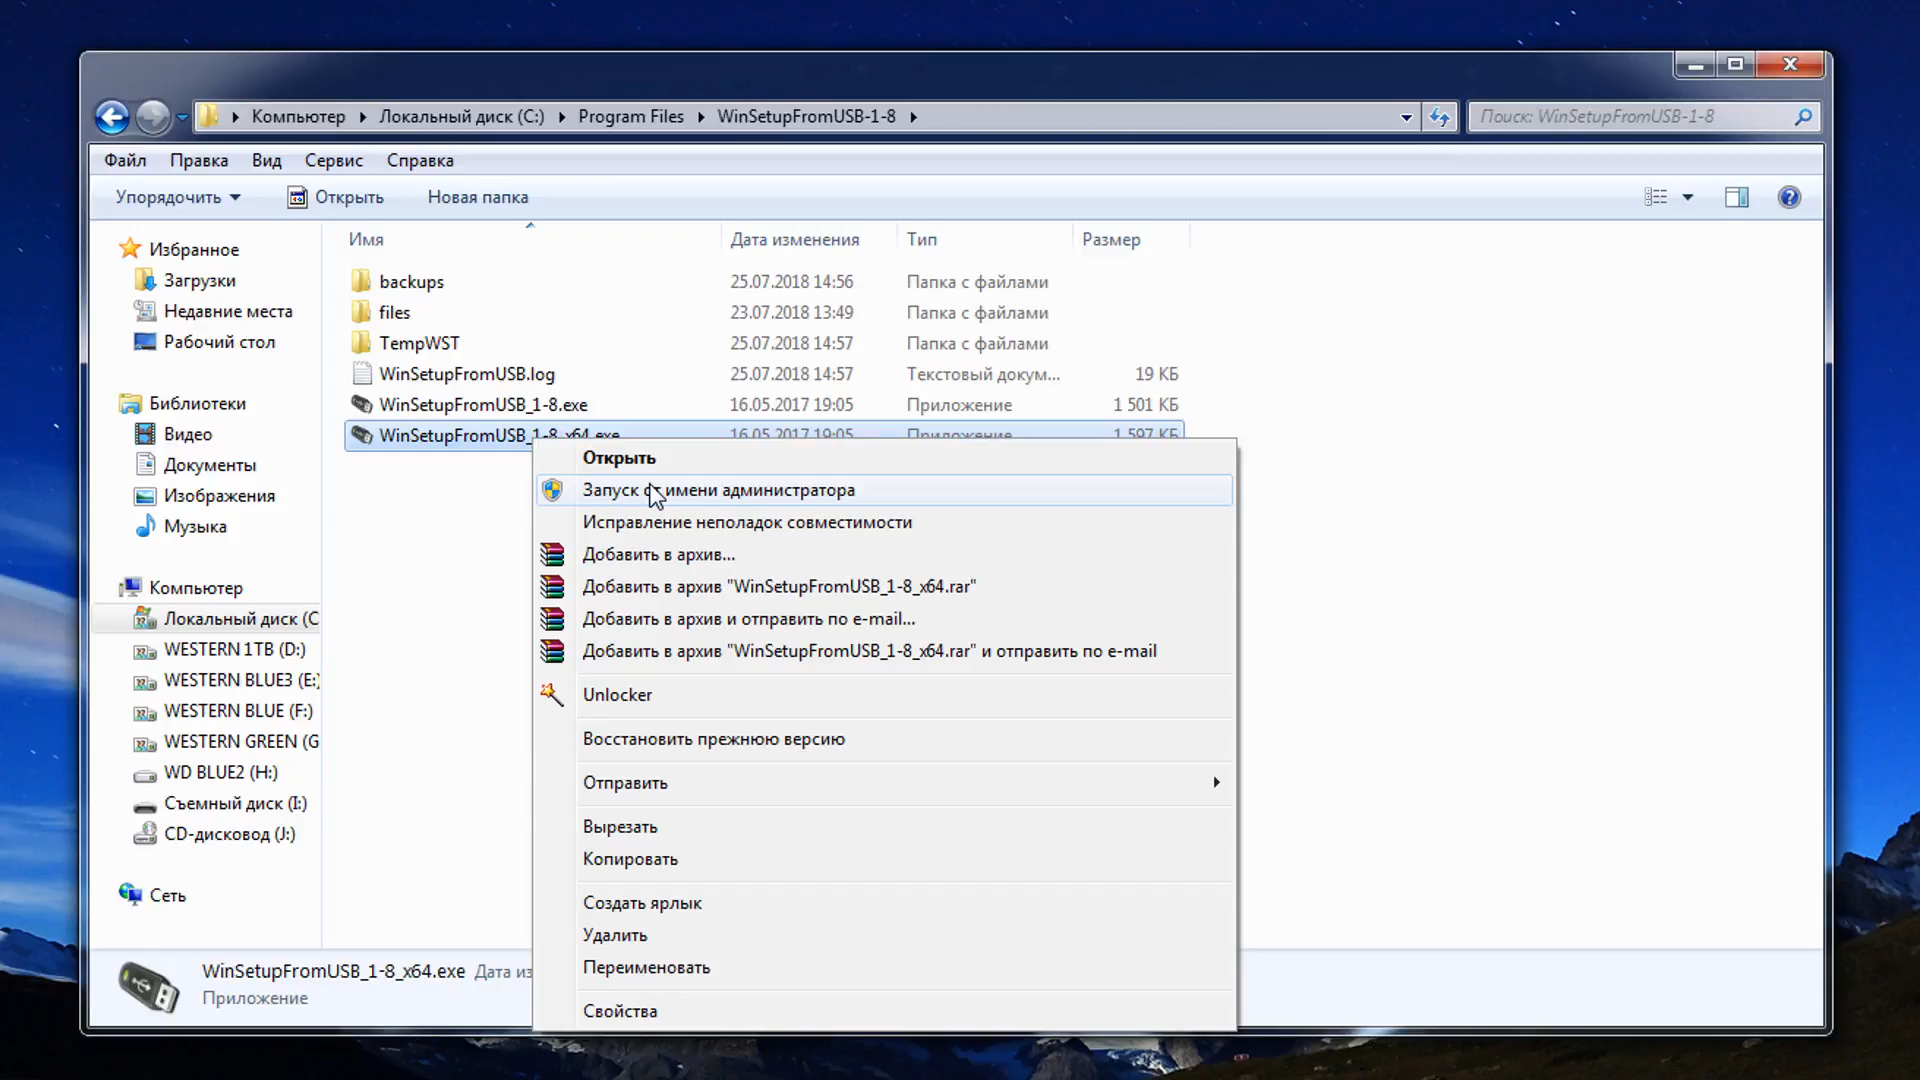 Компьютер Локальный диск (C:) Program Files WinSetupFromUSB-1-8
Поиск: WinSetupFromUSB-1-8
Файл Правка Вид Сервис Справка
Упорядочить Открыть Новая папка
Имя Дата изменения Тип Размер
Избранное
Загрузки
Недавние места
Рабочий стол
Библиотеки
Видео
Документы
Изображения
Музыка
Компьютер
Локальный диск (C
WESTERN 1TB (D:)
WESTERN BLUE3 (E:)
WESTERN BLUE (F:)
WESTERN GREEN (G
WD BLUE2 (H:)
Съемный диск (I:)
CD-дисковод (J:)
Сеть
backups 25.07.2018 14:56 Папка с файлами
files 23.07.2018 13:49 Папка с файлами
TempWST 25.07.2018 14:57 Папка с файлами
WinSetupFromUSB.log 25.07.2018 14:57 Текстовый докум... 19 КБ
WinSetupFromUSB_1-8.exe 16.05.2017 19:05 Приложение 1 501 КБ
WinSetupFromUSB_1-8_x64.exe 16.05.2017 19:05 Приложение 1 597 КБ
Открыть
Запуск от имени администратора
Исправление неполадок совместимости
Добавить в архив...
Добавить в архив "WinSetupFromUSB_1-8_x64.rar"
Добавить в архив и отправить по e-mail...
Добавить в архив "WinSetupFromUSB_1-8_x64.rar" и отправить по e-mail
Unlocker
Восстановить прежнюю версию
Отправить
Вырезать
Копировать
Создать ярлык
Удалить
Переименовать
Свойства
WinSetupFromUSB_1-8_x64.exe Дата из
Приложение